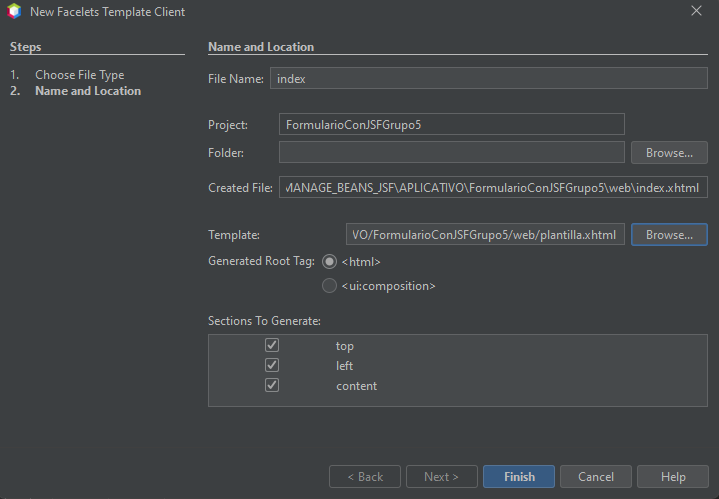 New Facelets Template Client
Steps
1. Choose File Type
2. Name and Location
Name and Location
File Name: index
Project: FormularioConJSFGrupo5
Folder: Browse...
Created File: MANAGE_BEANS_JSF\APLICATIVO\FormularioConJSFGrupo5\web\index.xhtml
Template: VO/FormularioConJSFGrupo5/web/plantilla.xhtml Browse...
Generated Root Tag: <html>
<ui:composition>
Sections To Generate:
top
left
content
< Back Next > Finish Cancel Help